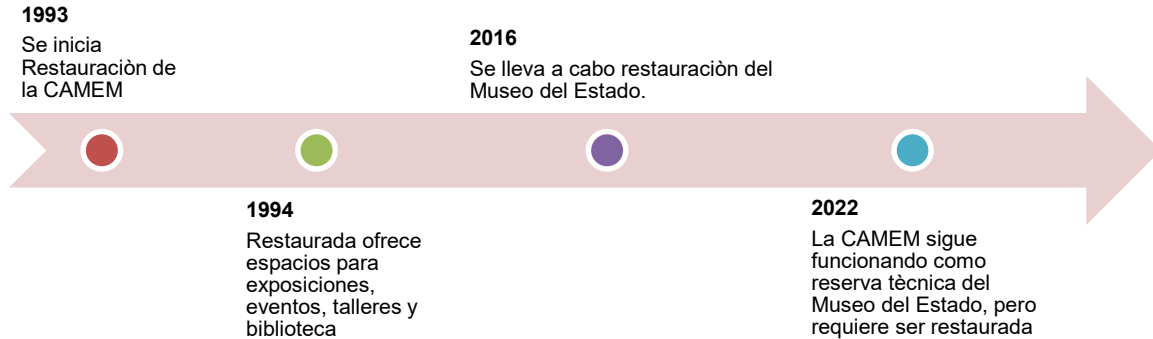 1993
Se inicia
Restauraciòn de
la CAMEM
1994
Restaurada ofrece
espacios para
exposiciones,
eventos, talleres y
biblioteca
2016
Se lleva a cabo restauraciòn del
Museo del Estado.
2022
La CAMEM sigue
funcionando como
reserva tècnica del
Museo del Estado, pero
requiere ser restaurada